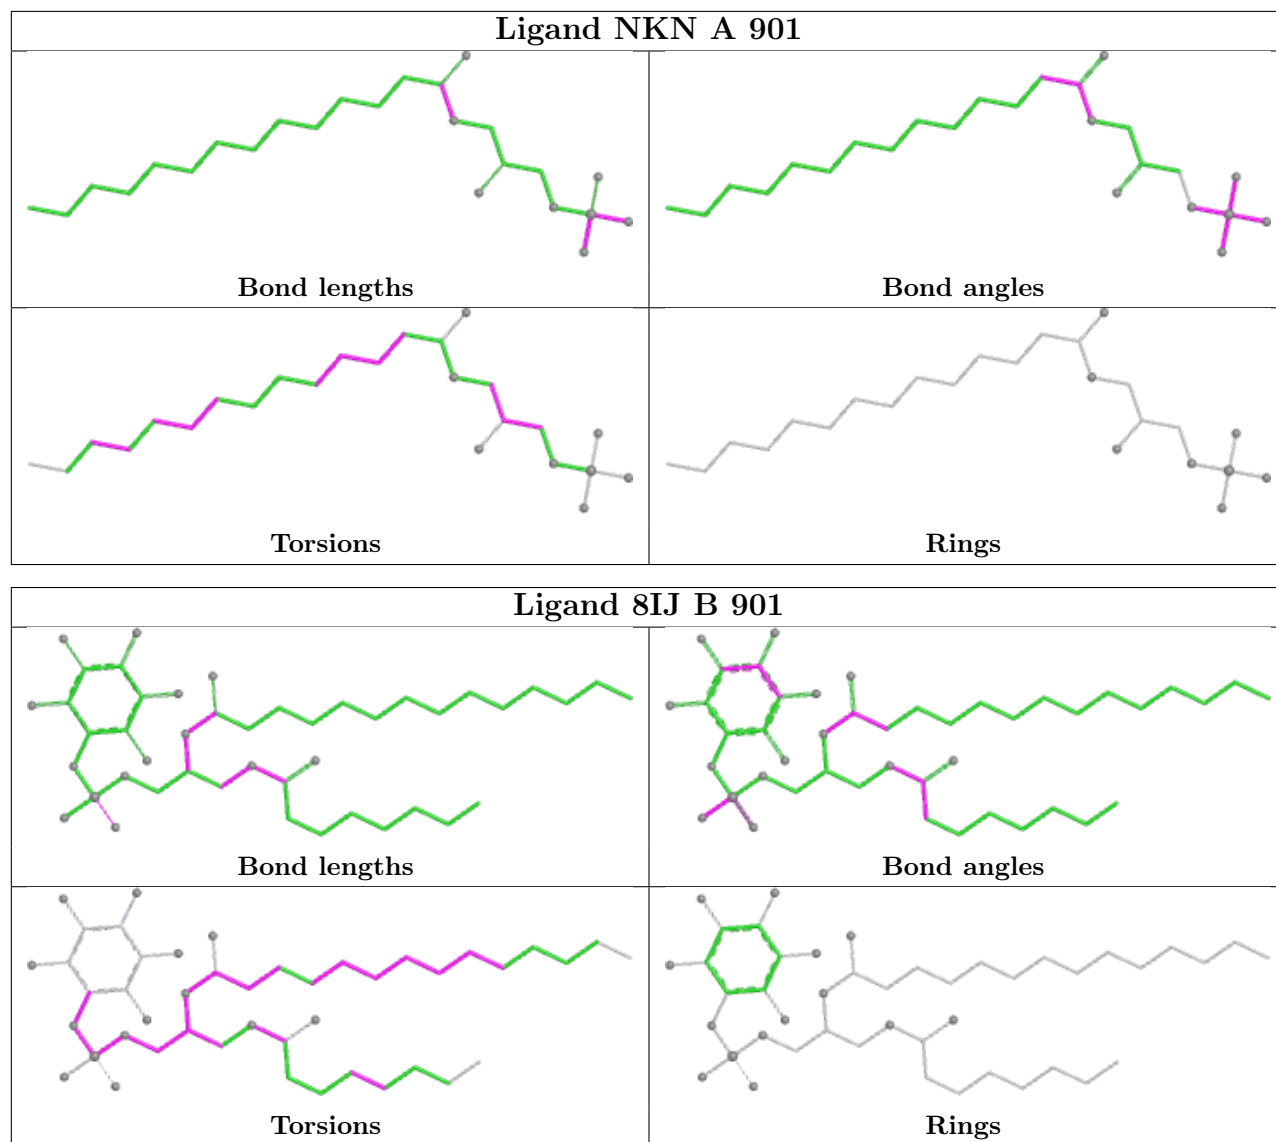 Ligand NKN A 901
Bond lengths
Bond angles
Torsions
Rings
Ligand 8IJ B 901
Bond lengths
Bond angles
Torsions
Rings